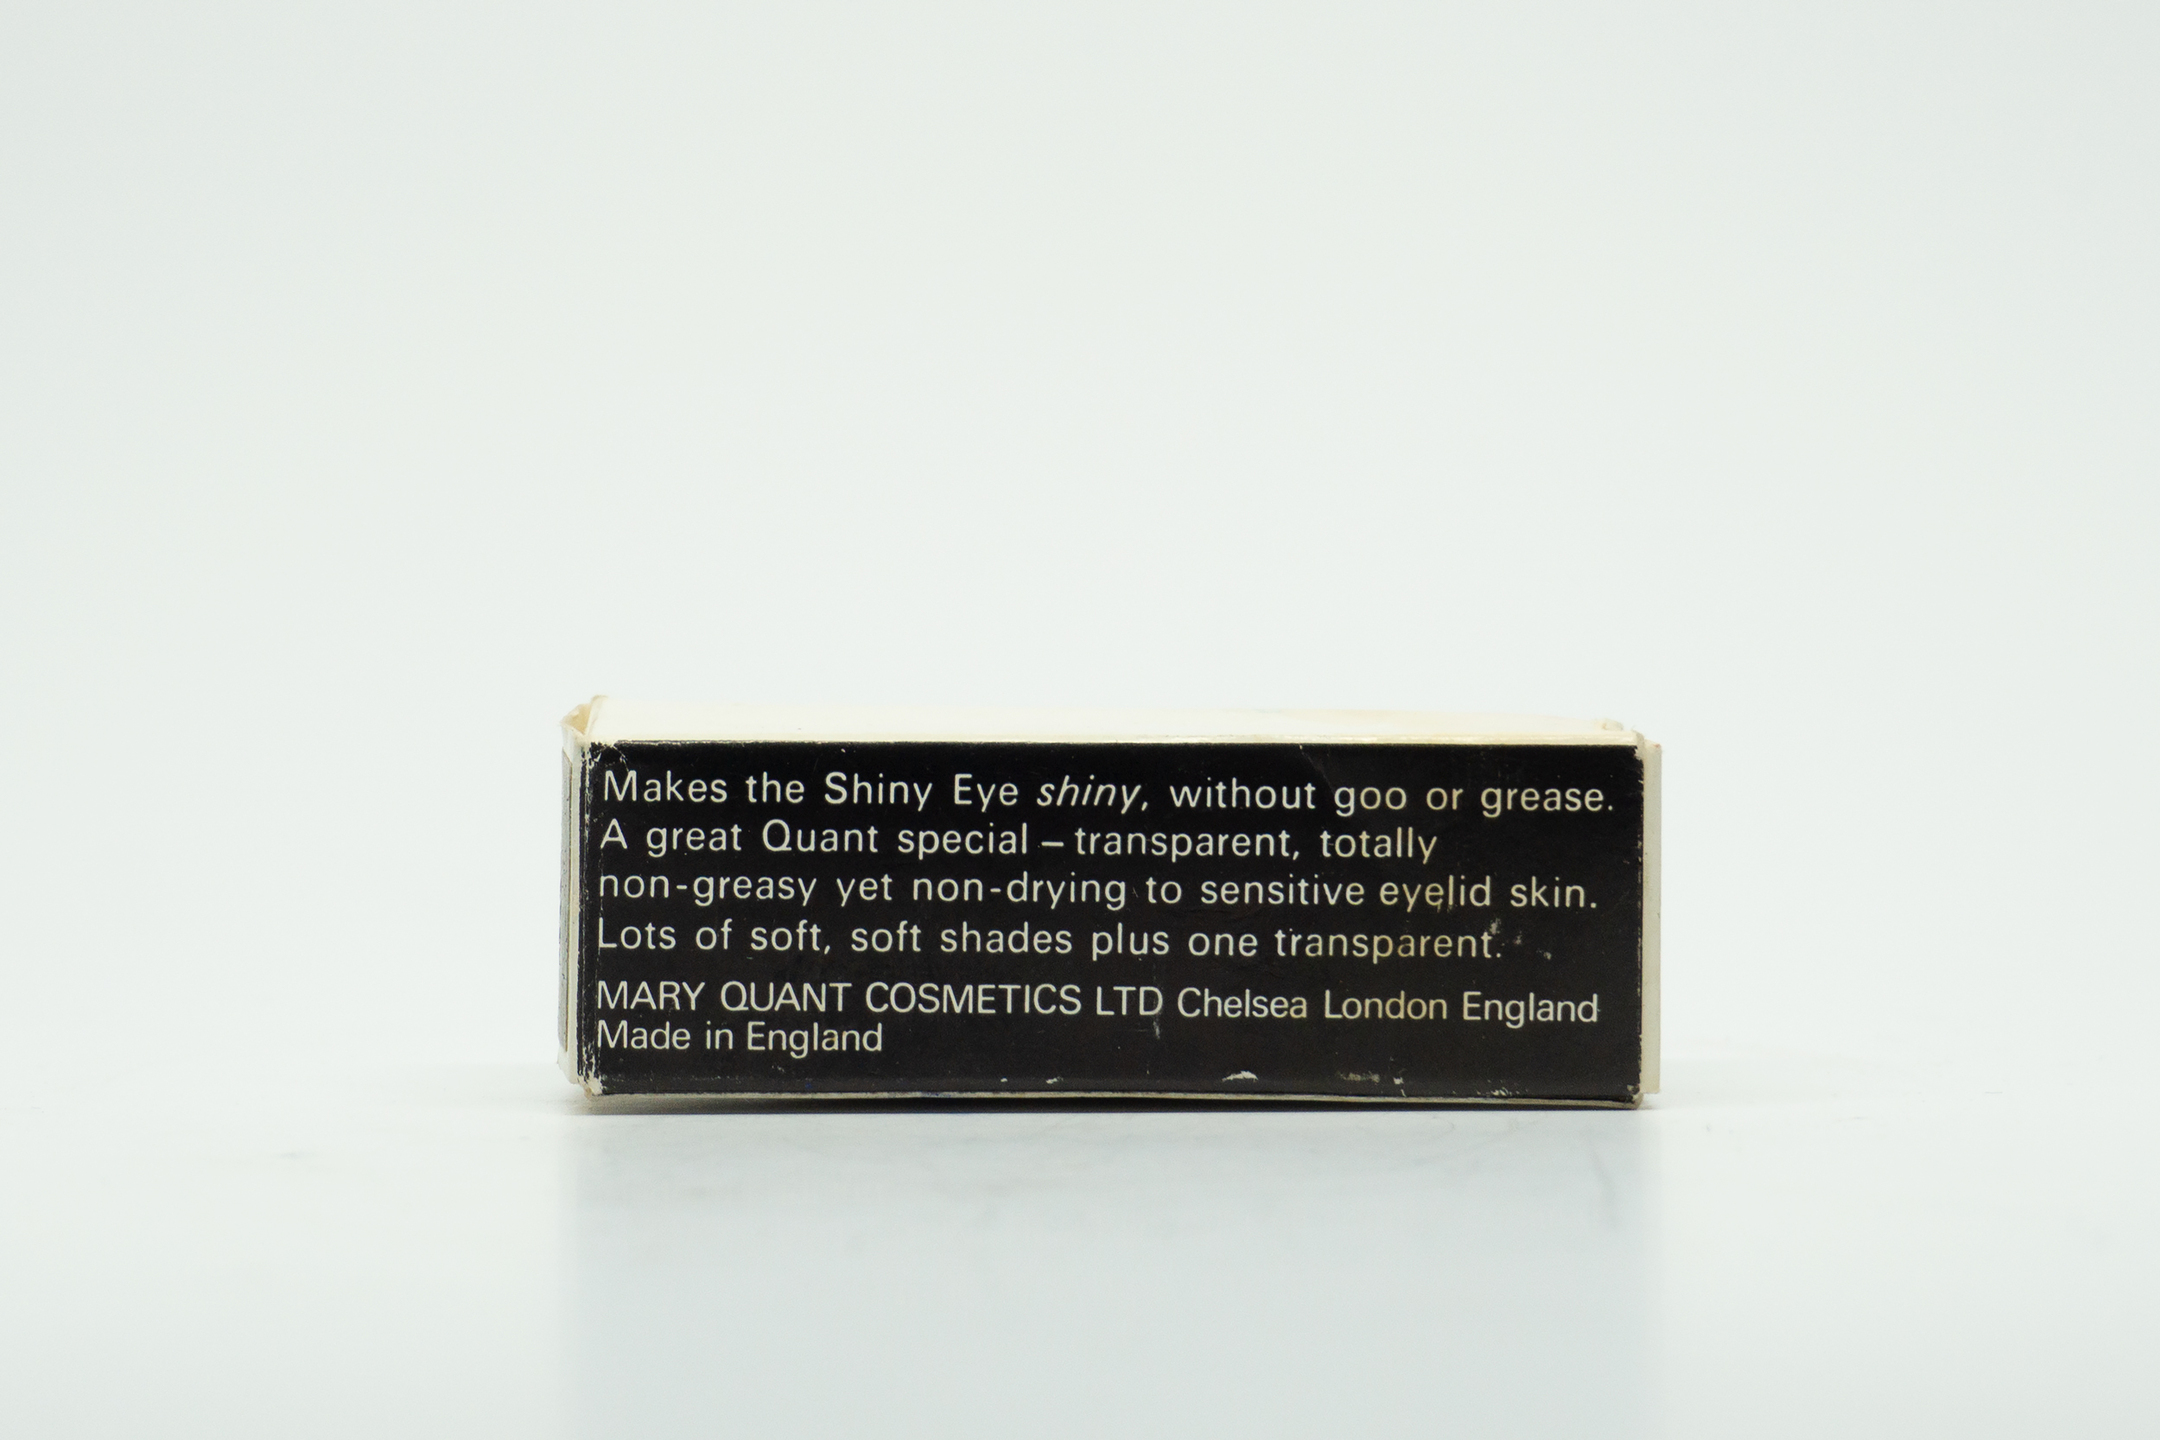 Makes the Shiny Eye shiny, without goo or grease.
A great Quant special – transparent, totally
non-greasy yet non-drying to sensitive eyelid skin.
Lots of soft, soft shades plus one transparent.
MARY QUANT COSMETICS LTD Chelsea London England
Made in England